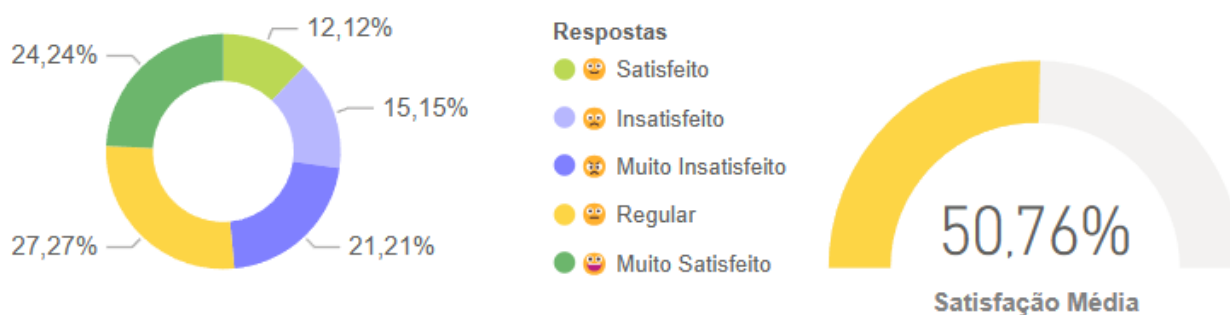 12,12%
24,24%
15,15%
27,27%
21,21%
Respostas
Satisfeito
Insatisfeito
Muito Insatisfeito
Regular
Muito Satisfeito
50,76%
Satisfação Média